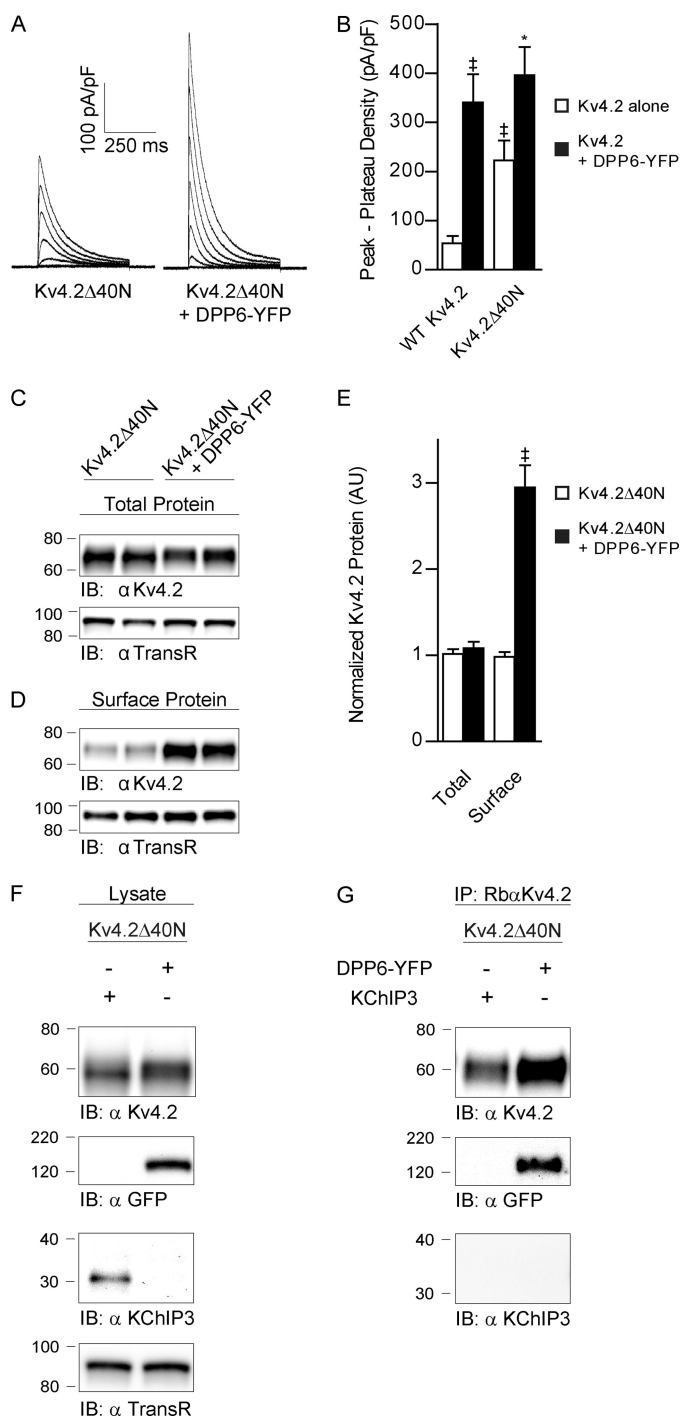 A
100 pA/pF
250 ms
Kv4.2Δ40N
Kv4.2Δ40N
+ DPP6-YFP
B
Peak - Plateau Density (pA/pF)
500
400
300
200
100
0
‡
‡
*
WT Kv4.2
Kv4.2Δ40N
Kv4.2 alone
Kv4.2
+ DPP6-YFP
C
Kv4.2Δ40N
Kv4.2Δ40N
+ DPP6-YFP
Total Protein
80
60
IB: α Kv4.2
100
80
IB: α TransR
D
Surface Protein
80
60
IB: α Kv4.2
100
80
IB: α TransR
E
Normalized Kv4.2 Protein (AU)
3
2
1
0
‡
Total
Surface
Kv4.2Δ40N
Kv4.2Δ40N
+ DPP6-YFP
F
Lysate
Kv4.2Δ40N
- +
+ -
80
60
IB: α Kv4.2
220
120
IB: α GFP
40
30
IB: α KChIP3
100
80
IB: α TransR
G
IP: RbαKv4.2
Kv4.2Δ40N
DPP6-YFP - +
KChIP3 + -
80
60
IB: α Kv4.2
220
120
IB: α GFP
40
30
IB: α KChIP3